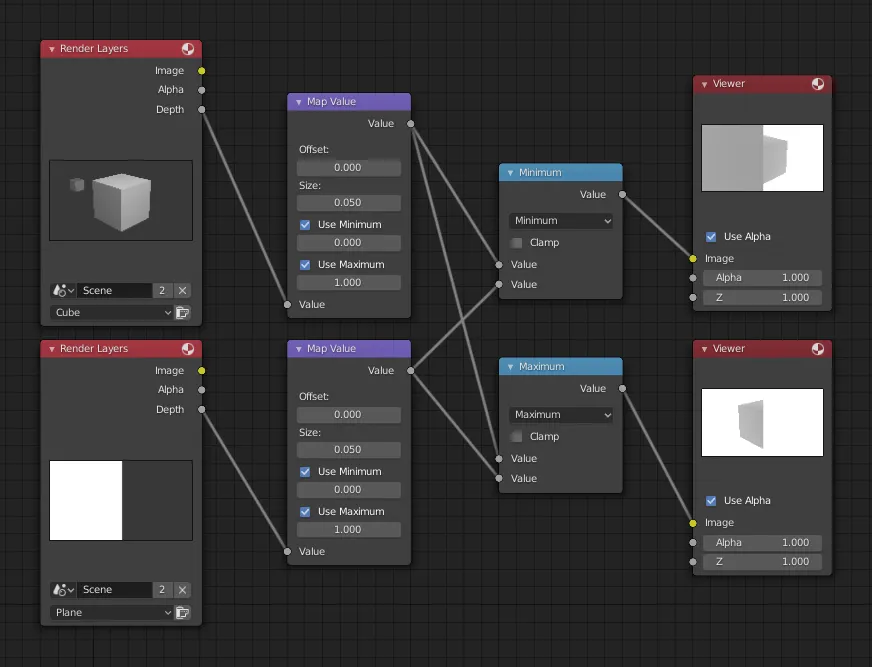 Render Layers
Image
Alpha
Depth
Scene
2
Cube
Render Layers
Image
Alpha
Depth
Scene
2
Plane
Map Value
Value
Offset:
0.000
Size:
0.050
Use Minimum
0.000
Use Maximum
1.000
Value
Map Value
Value
Offset:
0.000
Size:
0.050
Use Minimum
0.000
Use Maximum
1.000
Value
Minimum
Value
Minimum
Clamp
Value
Value
Maximum
Value
Maximum
Clamp
Value
Value
Viewer
Use Alpha
Image
Alpha 1.000
Z 1.000
Viewer
Use Alpha
Image
Alpha 1.000
Z 1.000